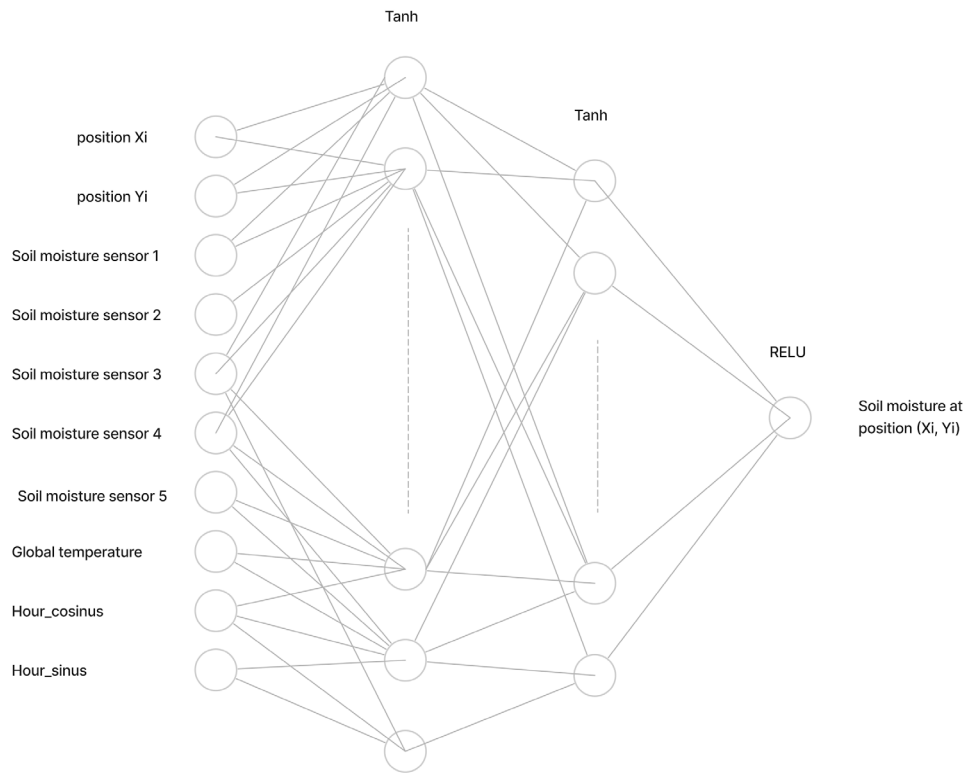 Tanh
Tanh
position Xi
position Yi
Soil moisture sensor 1
Soil moisture sensor 2
Soil moisture sensor 3
Soil moisture sensor 4
Soil moisture sensor 5
Global temperature
Hour_cosinus
Hour_sinus
RELU
Soil moisture at
position (Xi, Yi)